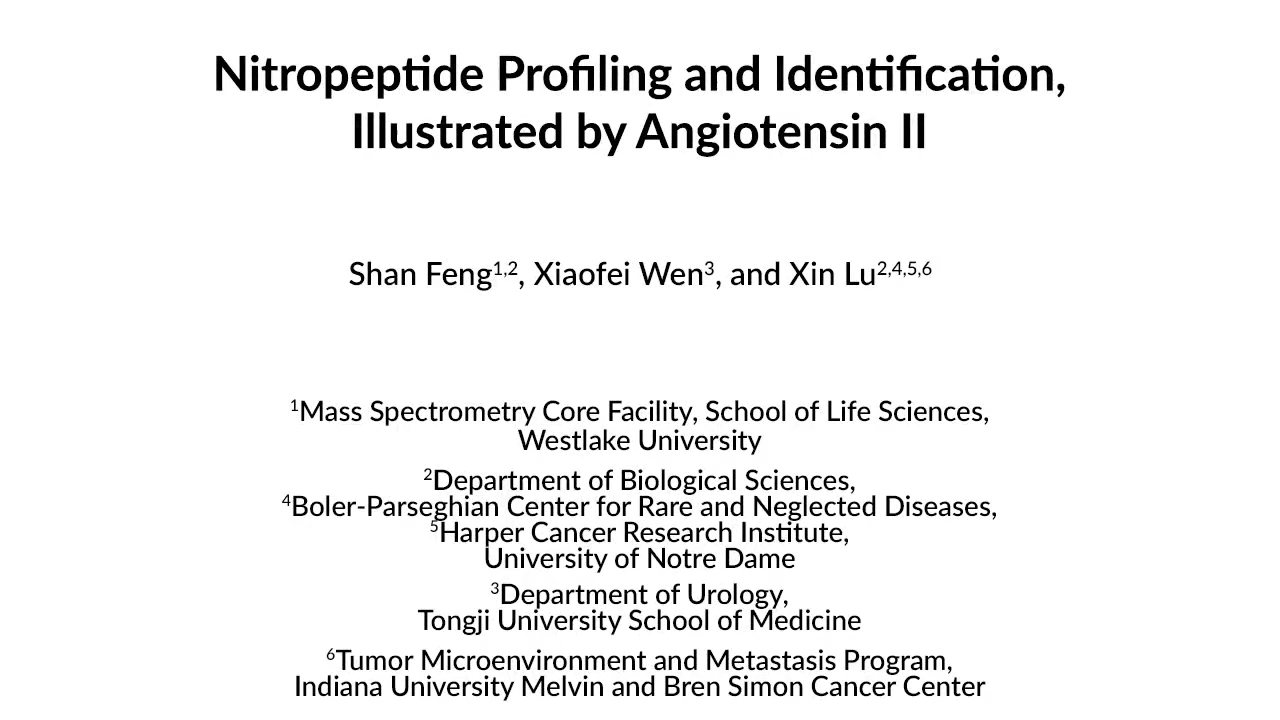 Nitropeptide Profiling and Identification,
Illustrated by Angiotensin II
Shan Feng1,2, Xiaofei Wen3, and Xin Lu2,4,5,6
1Mass Spectrometry Core Facility, School of Life Sciences,
Westlake University
2Department of Biological Sciences,
4Boler-Parseghian Center for Rare and Neglected Diseases,
5Harper Cancer Research Institute,
University of Notre Dame
3Department of Urology,
Tongji University School of Medicine
6Tumor Microenvironment and Metastasis Program,
Indiana University Melvin and Bren Simon Cancer Center